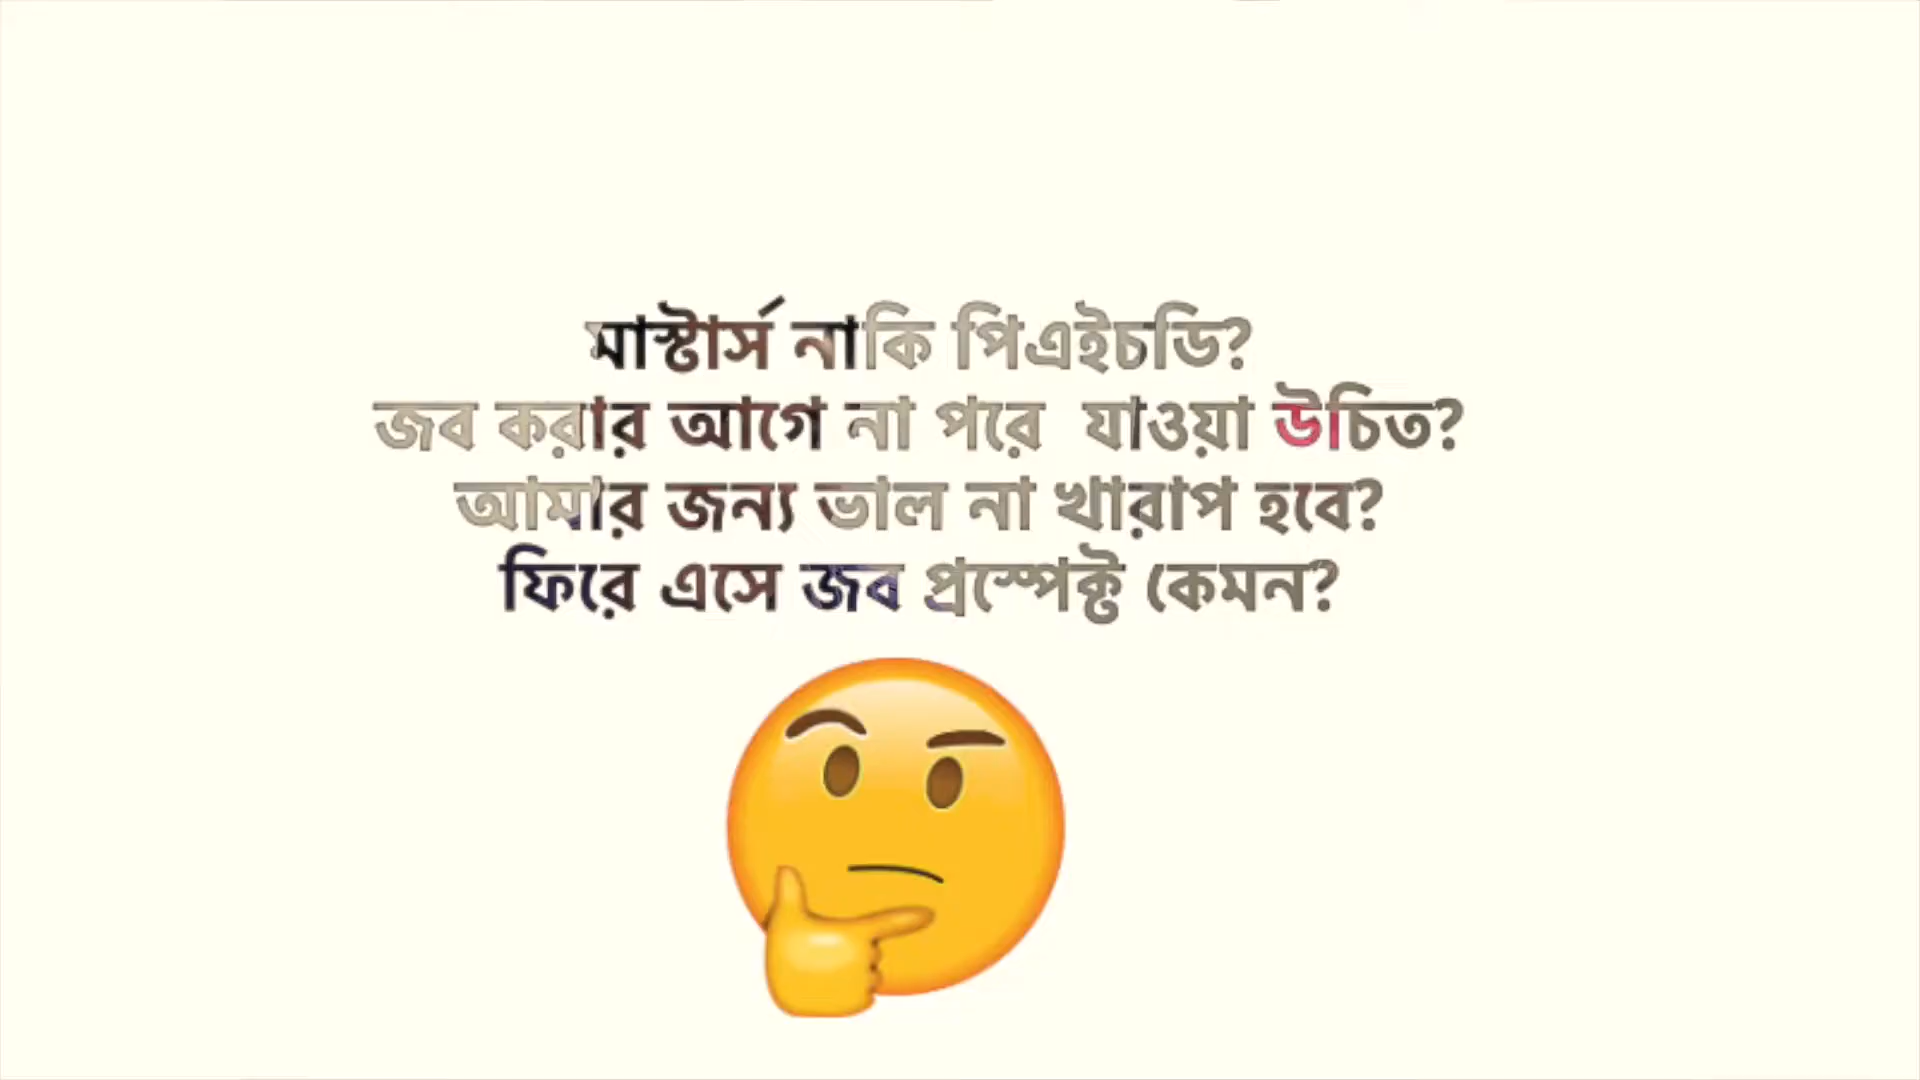 মাস্টার্স নাকি পিএইচডি?
জব করার আগে না পরে যাওয়া উচিত?
আমার জন্য ভাল না খারাপ হবে?
ফিরে এসে জব প্রস্পেক্ট কেমন?